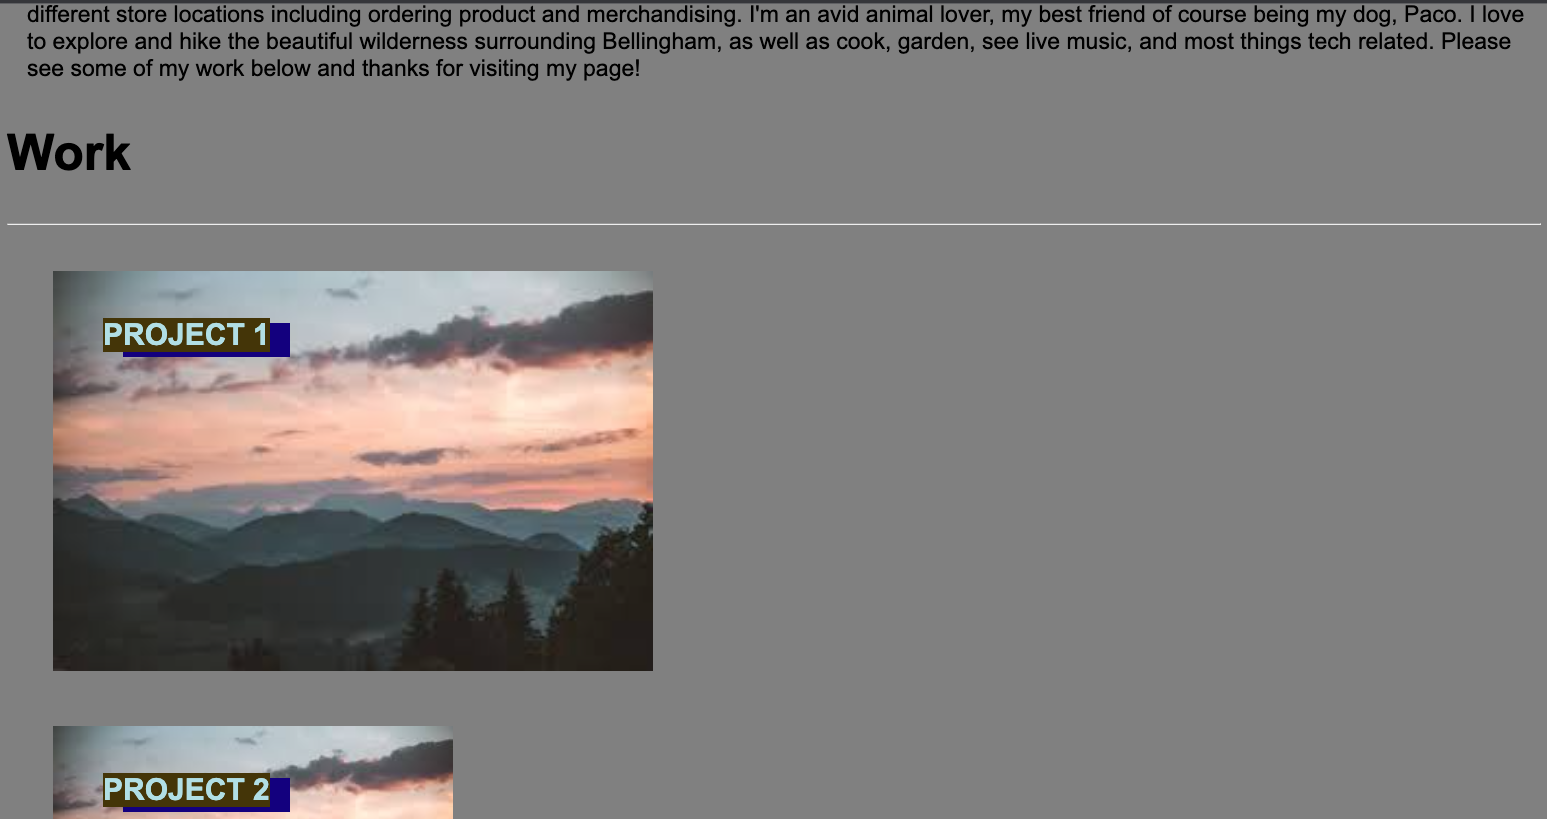 different store locations including ordering product and merchandising. I'm an avid animal lover, my best friend of course being my dog, Paco. I love
to explore and hike the beautiful wilderness surrounding Bellingham, as well as cook, garden, see live music, and most things tech related. Please
see some of my work below and thanks for visiting my page!
Work
PROJECT 1
PROJECT 2